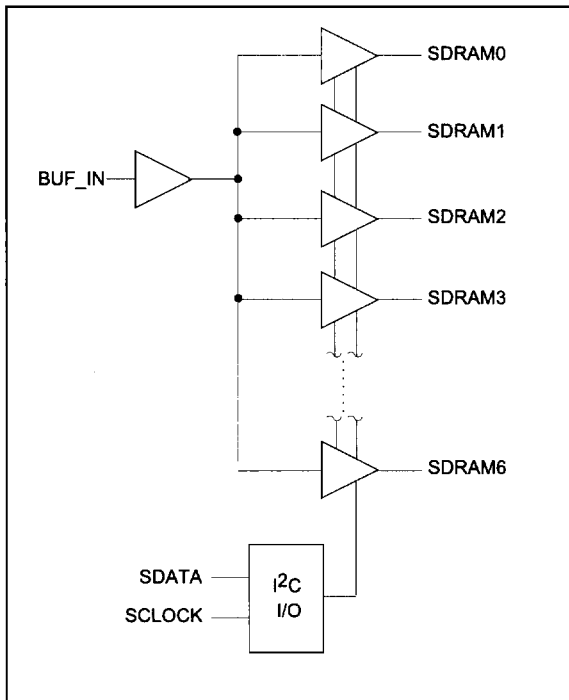 SDRAM0
SDRAM1
BUF_IN
SDRAM2
SDRAM3
SDRAM6
SDATA
SCLOCK
I²C
I/O